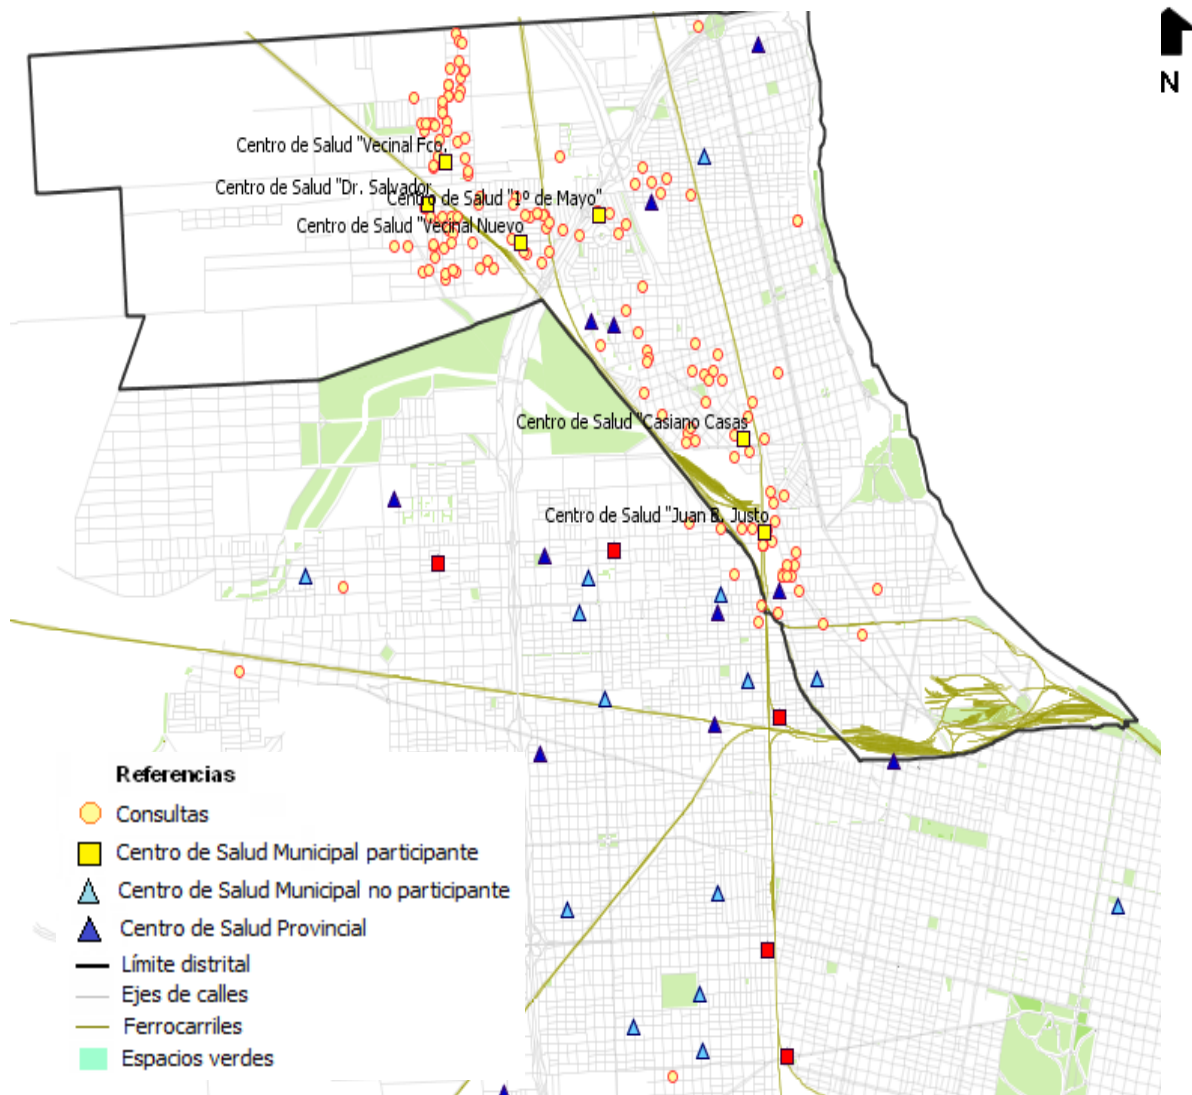 N
Centro de Salud "Vecinal Fco.
Centro de Salud "Dr. Salvador
Centro de Salud "1º de Mayo"
Centro de Salud "Vecinal Nuevo
Centro de Salud "Casiano Casas
Centro de Salud "Juan B. Justo
Referencias
Consultas
Centro de Salud Municipal participante
Centro de Salud Municipal no participante
Centro de Salud Provincial
Límite distrital
Ejes de calles
Ferrocarriles
Espacios verdes